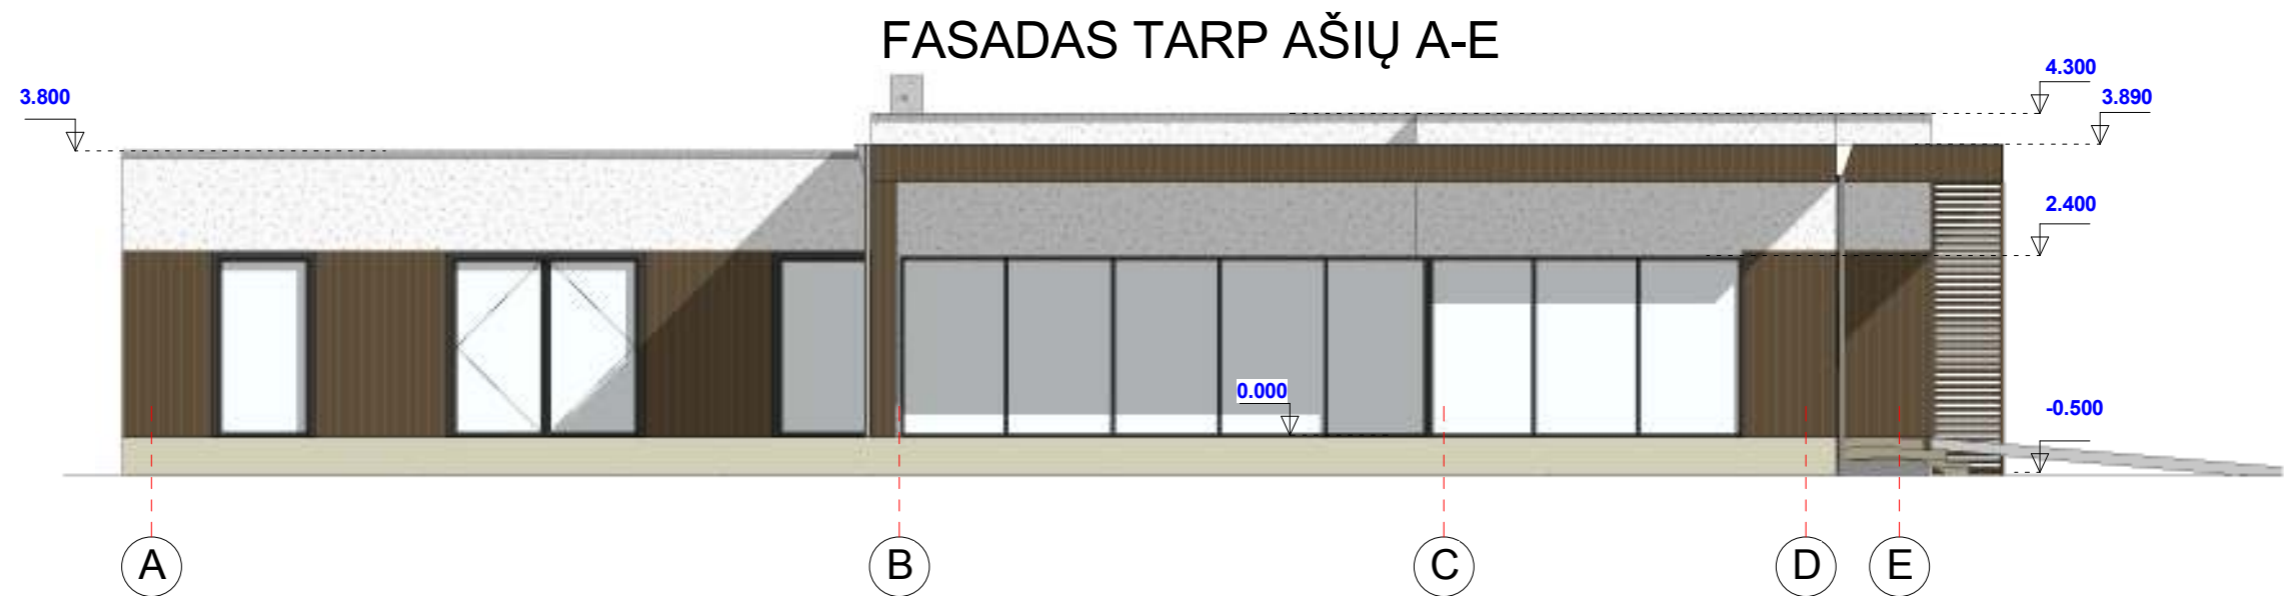 FASADAS TARP AŠIŲ A-E
3.800
4.300
3.890
2.400
0.000
-0.500
A
B
C
D
E